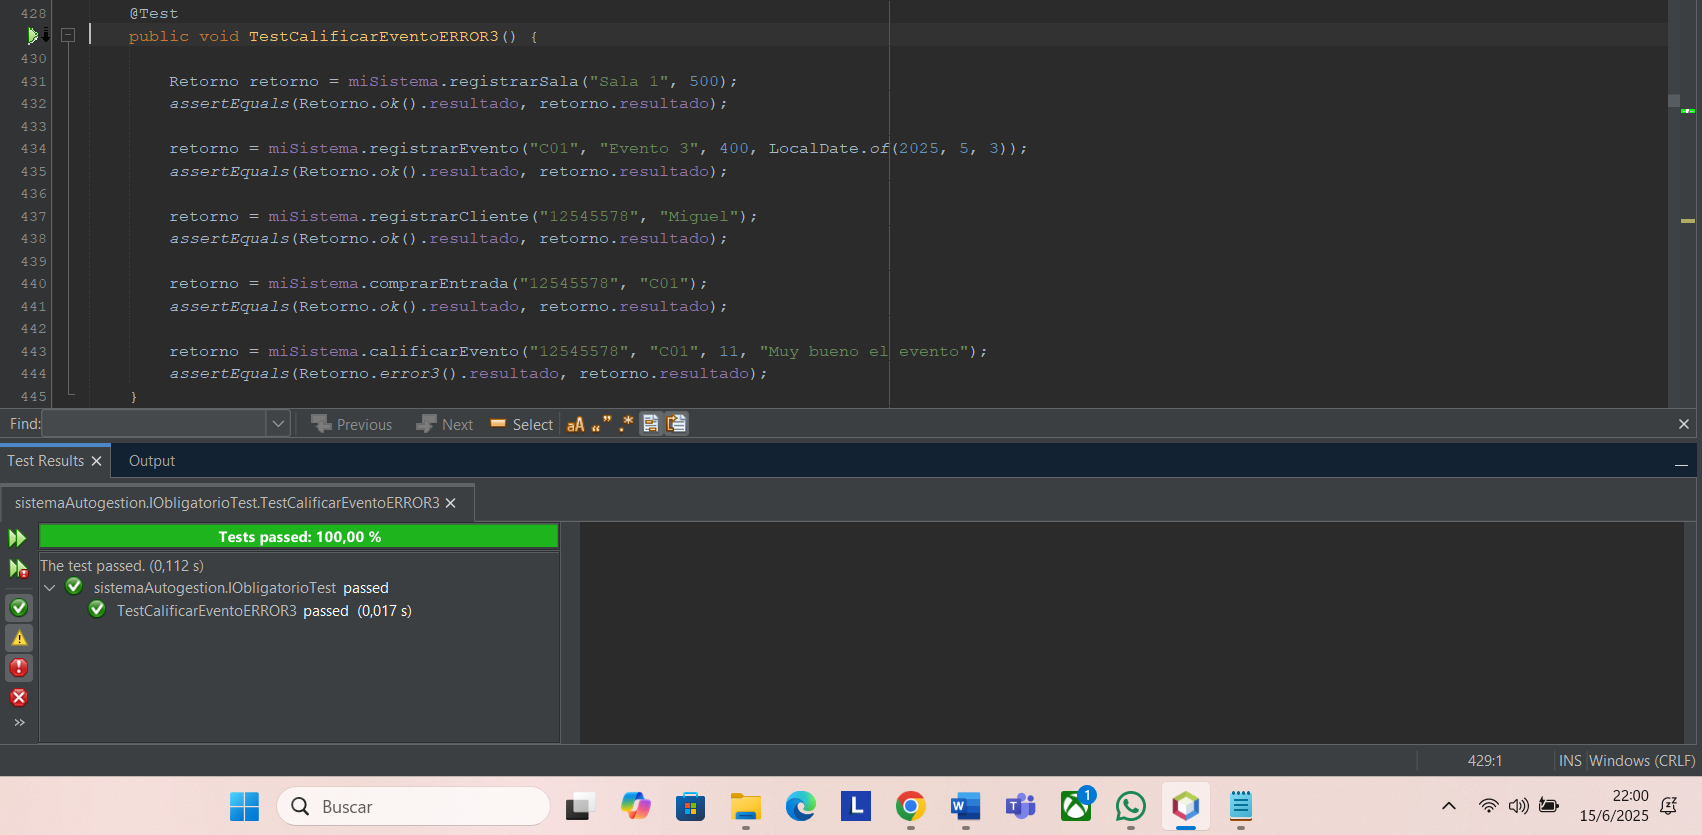 428 @Test
public void TestCalificarEventoERROR3() {
430
431 Retorno retorno = miSistema.registrarSala("Sala 1", 500);
432 assertEquals(Retorno.ok().resultado, retorno.resultado);
433
434 retorno = miSistema.registrarEvento("C01", "Evento 3", 400, LocalDate.of(2025, 5, 3));
435 assertEquals(Retorno.ok().resultado, retorno.resultado);
436
437 retorno = miSistema.registrarCliente("12545578", "Miguel");
438 assertEquals(Retorno.ok().resultado, retorno.resultado);
439
440 retorno = miSistema.comprarEntrada("12545578", "C01");
441 assertEquals(Retorno.ok().resultado, retorno.resultado);
442
443 retorno = miSistema.calificarEvento("12545578", "C01", 11, "Muy bueno el evento");
444 assertEquals(Retorno.error3().resultado, retorno.resultado);
445 }
Find: Previous Next Select aA “ ” .*
Test Results Output
sistemaAutogestion.IObligatorioTest.TestCalificarEventoERROR3
Tests passed: 100,00 %
The test passed. (0,112 s)
sistemaAutogestion.IObligatorioTest passed
TestCalificarEventoERROR3 passed (0,017 s)
429:1 INS Windows (CRLF)
Buscar L W T 1 22:00
15/6/2025